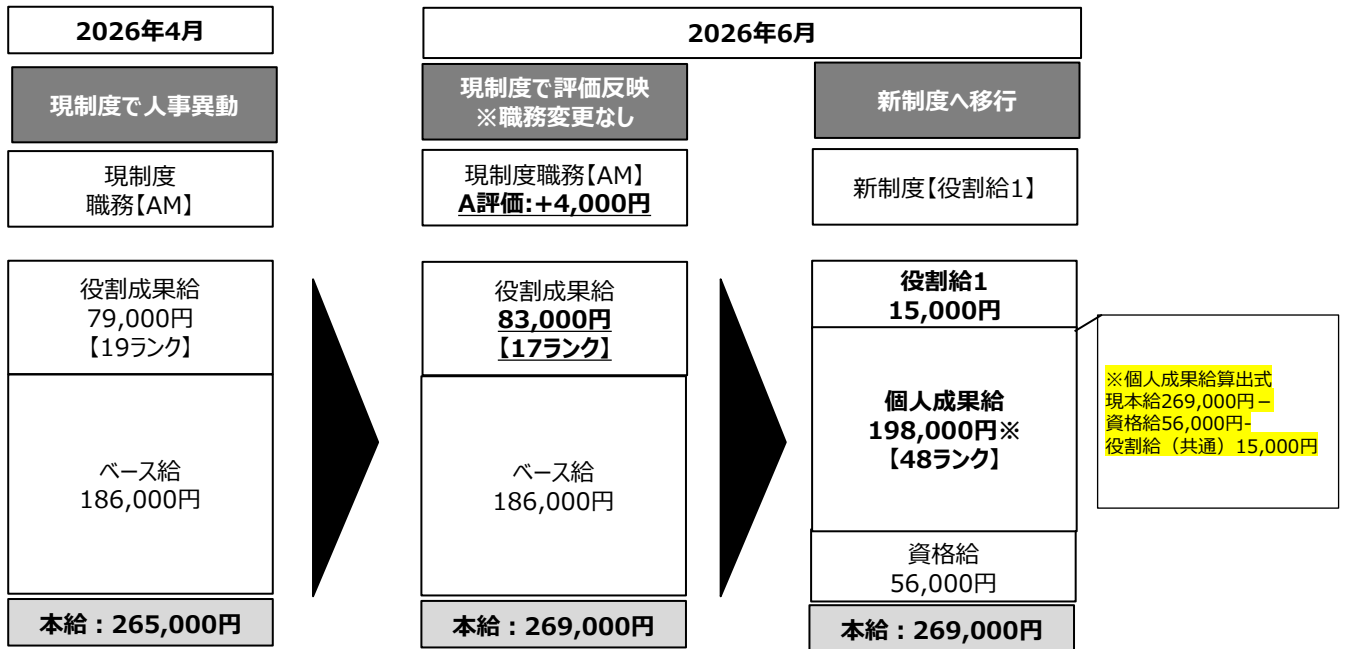 2026年4月
2026年6月
現制度で人事異動
現制度で評価反映
※職務変更なし
新制度へ移行
現制度
職務【AM】
現制度職務【AM】
A評価:+4,000円
新制度【役割給1】
役割成果給
79,000円
【19ランク】
ベース給
186,000円
本給：265,000円
役割成果給
83,000円
【17ランク】
ベース給
186,000円
本給：269,000円
役割給1
15,000円
個人成果給
198,000円※
【48ランク】
資格給
56,000円
本給：269,000円
※個人成果給算出式
現本給269,000円－
資格給56,000円-
役割給（共通）15,000円